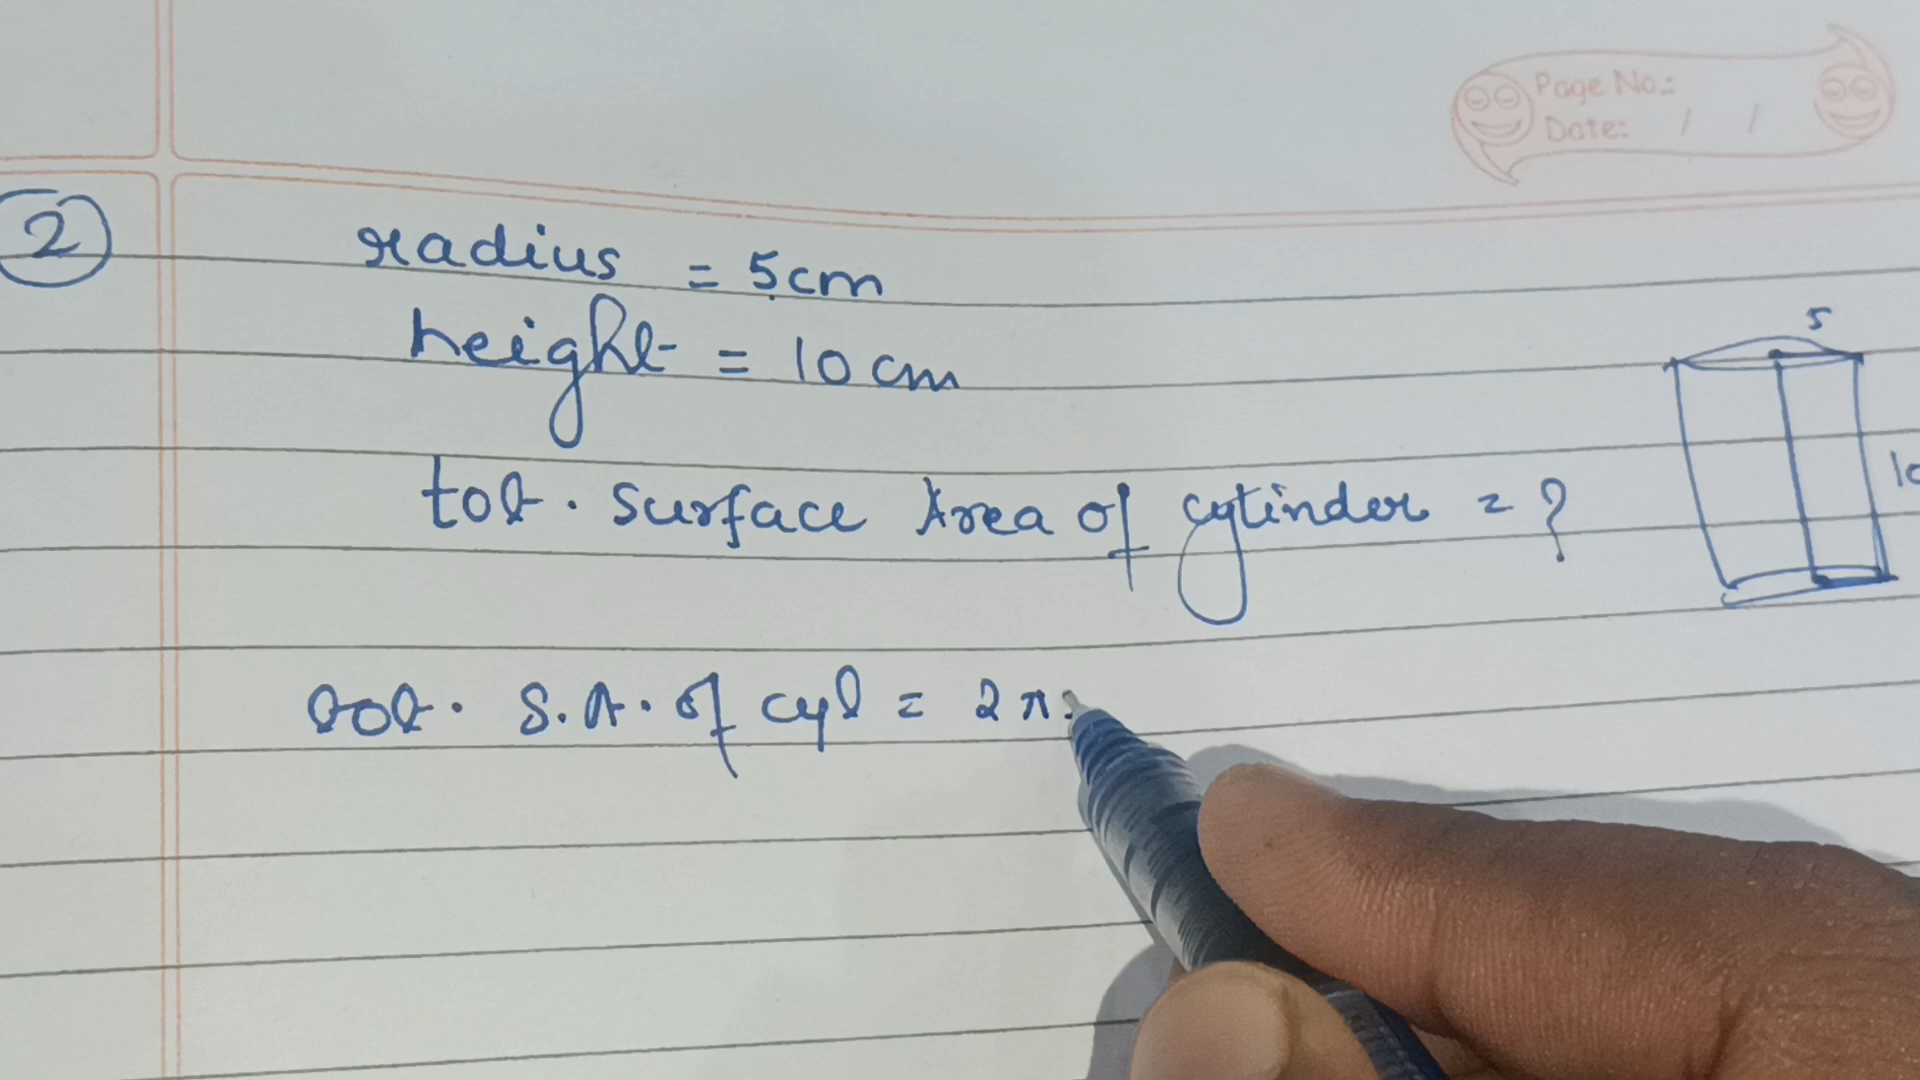 Page No.:
Date: / /
2
radius = 5cm
height = 10 cm
5
10
tot. surface Area of cylinder = ?
tot. S.A. of cyl = 2π